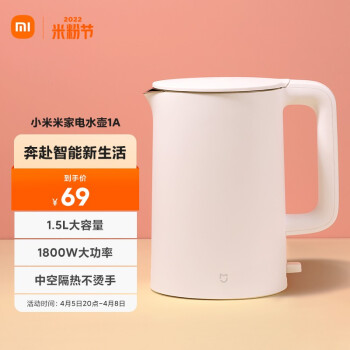 mi
2022
米粉节
小米米家电水壶1A
奔赴智能新生活
¥69
1.5L大容量
1800W大功率
中空隔热不烫手
活动时间：4月5日20点-4月8日